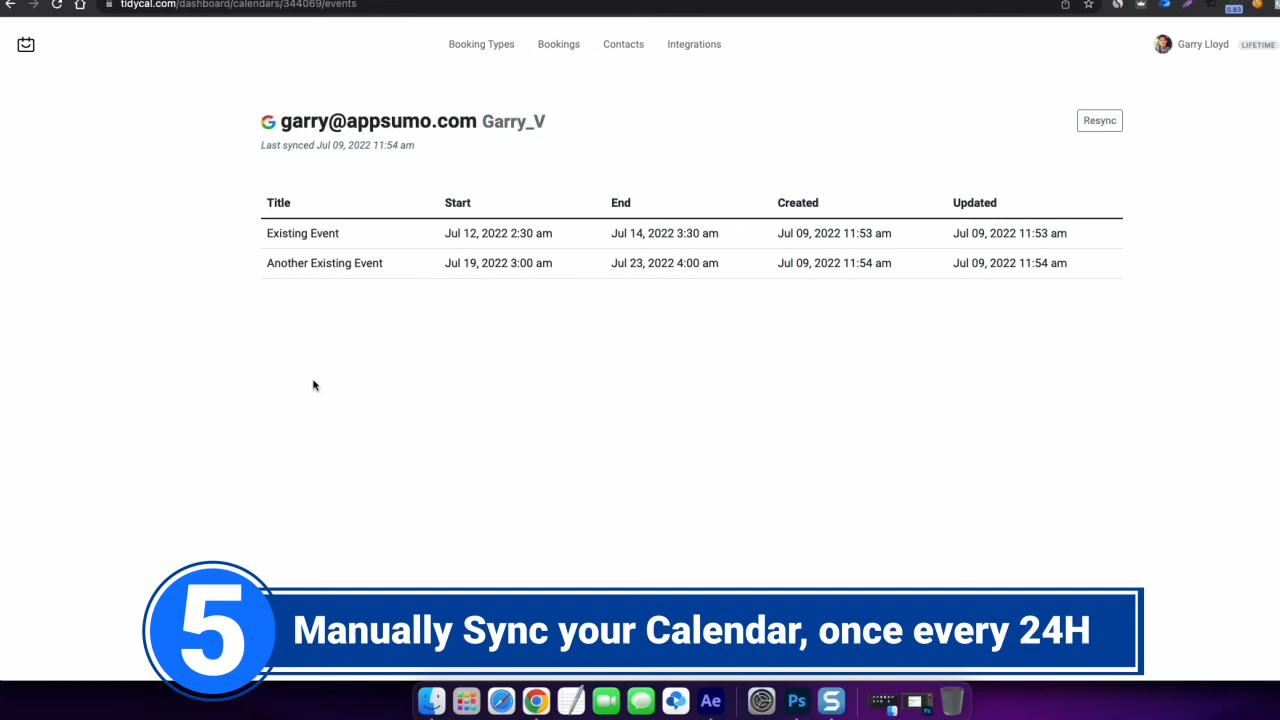 tidycal.com/dashboard/calendars/344069/events
Booking Types Bookings Contacts Integrations
Garry Lloyd LIFETIME
garry@appsumo.com Garry_V
Resync
Last synced Jul 09, 2022 11:54 am
Title Start End Created Updated
Existing Event Jul 12, 2022 2:30 am Jul 14, 2022 3:30 am Jul 09, 2022 11:53 am Jul 09, 2022 11:53 am
Another Existing Event Jul 19, 2022 3:00 am Jul 23, 2022 4:00 am Jul 09, 2022 11:54 am Jul 09, 2022 11:54 am
5 Manually Sync your Calendar, once every 24H
0.83
Ae Ps S